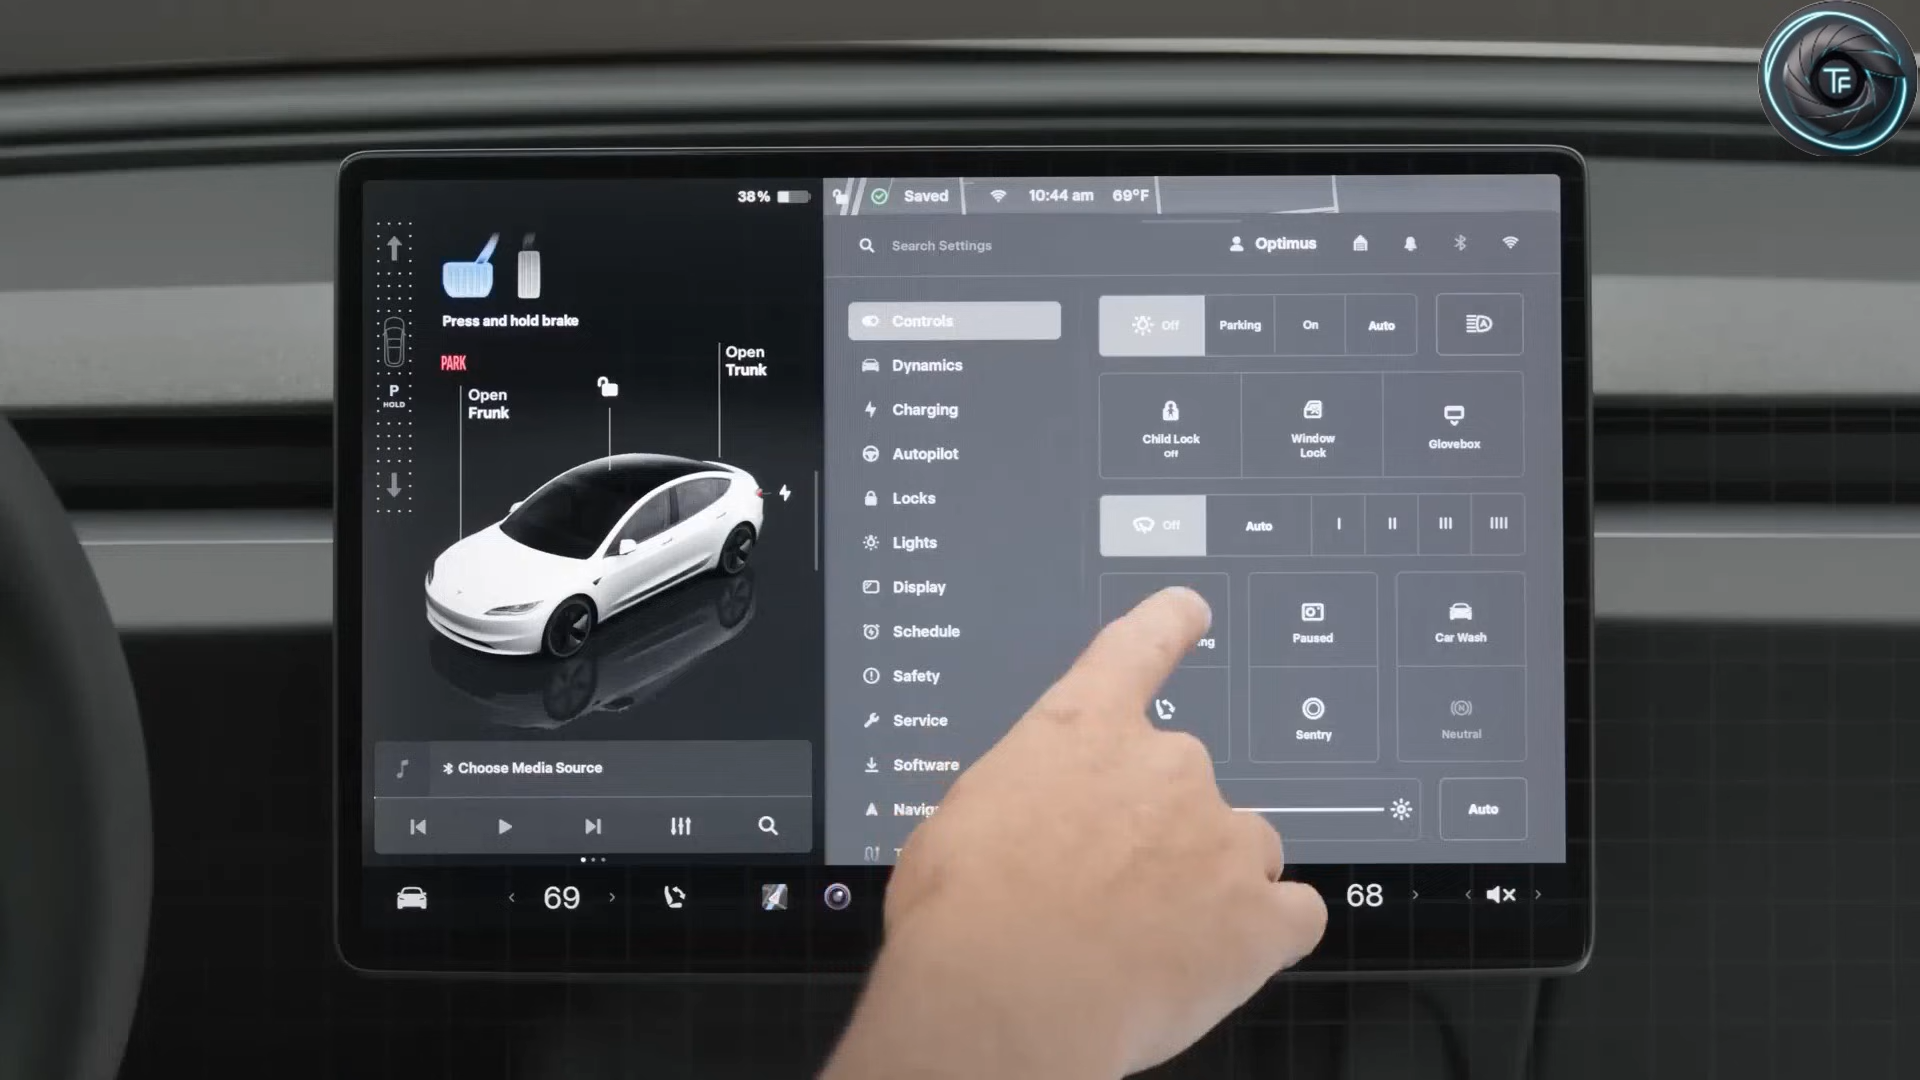 38%
Saved
10:44 am
69°F
Search Settings
Optimus
Press and hold brake
PARK
Open
Trunk
Open
Frunk
P
HOLD
Choose Media Source
Controls
Dynamics
Charging
Autopilot
Locks
Lights
Display
Schedule
Safety
Service
Software
Off
Parking
On
Auto
Child Lock
Off
Window
Lock
Glovebox
Off
Auto
I
II
III
IIII
Paused
Car Wash
Sentry
Neutral
Auto
69
68
TF